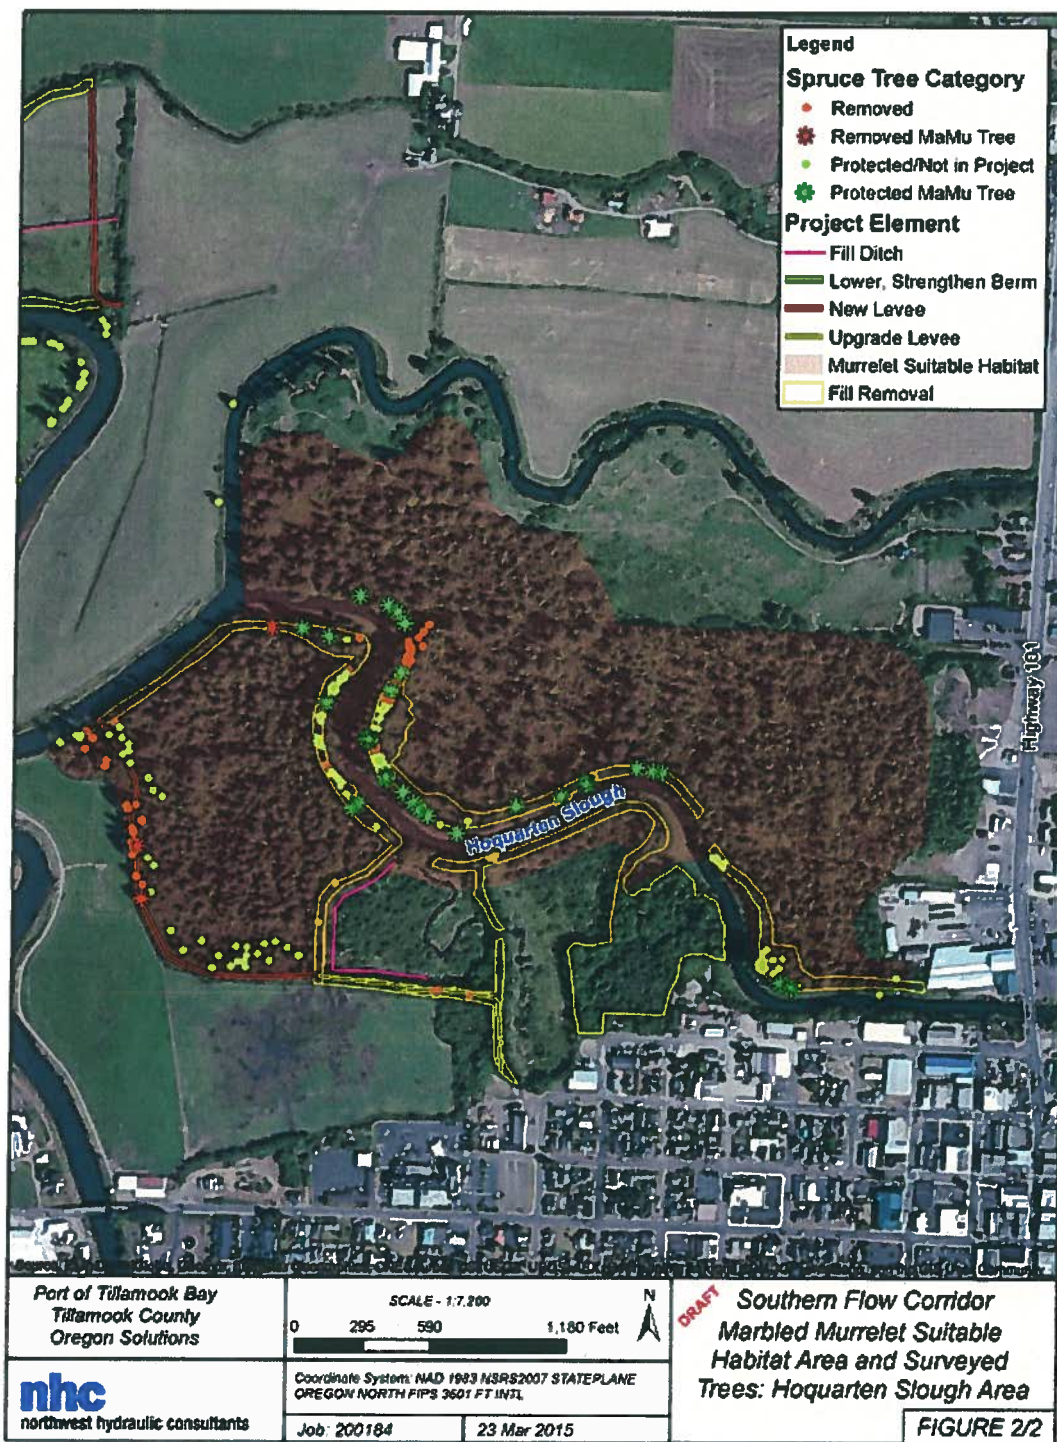 Legend
Spruce Tree Category
Removed
Removed MaMu Tree
Protected/Not in Project
Protected MaMu Tree
Project Element
Fill Ditch
Lower, Strengthen Berm
New Levee
Upgrade Levee
Murrelet Suitable Habitat
Fill Removal
Highway 101
Hoquarten Slough
Port of Tillamook Bay
Tillamook County
Oregon Solutions
SCALE - 1:7,200
N
0 295 590 1,180 Feet
nhc
northwest hydraulic consultants
Coordinate System: NAD 1983 NSRS2007 STATEPLANE
OREGON NORTH FIPS 3601 FT INTL
Job: 200184
23 Mar 2015
DRAFT
Southern Flow Corridor
Marbled Murrelet Suitable
Habitat Area and Surveyed
Trees: Hoquarten Slough Area
FIGURE 2/2